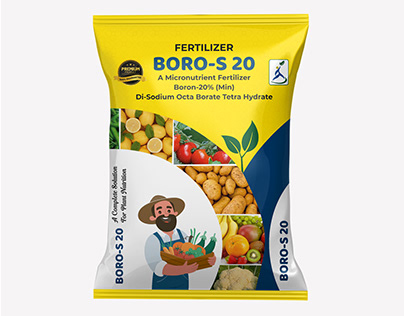 FERTILIZER
BORO-S 20
A Micronutrient Fertilizer
Boron-20% (Min)
Di-Sodium Octa Borate Tetra Hydrate
PREMIUM
A Complete Solution
For Plant Nutrition
BORO-S 20
BORO-S 20